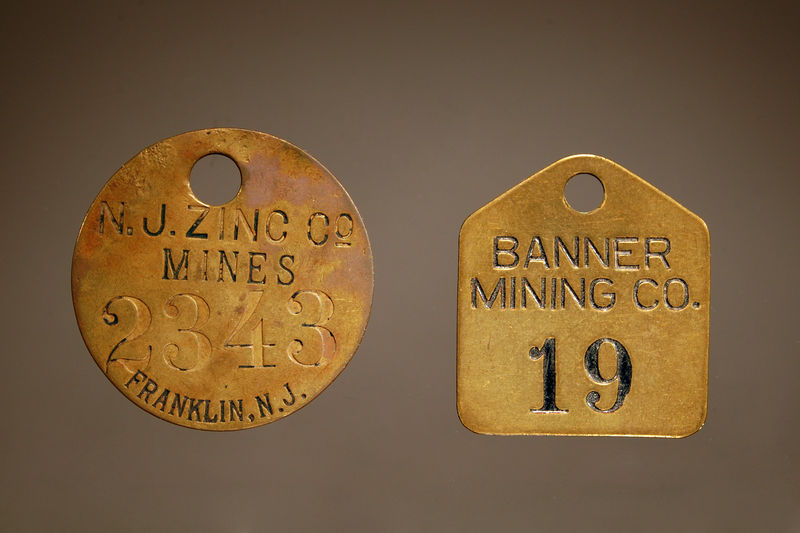 N.J. ZINC Co
MINES
2343
FRANKLIN, N.J.
BANNER
MINING CO.
19